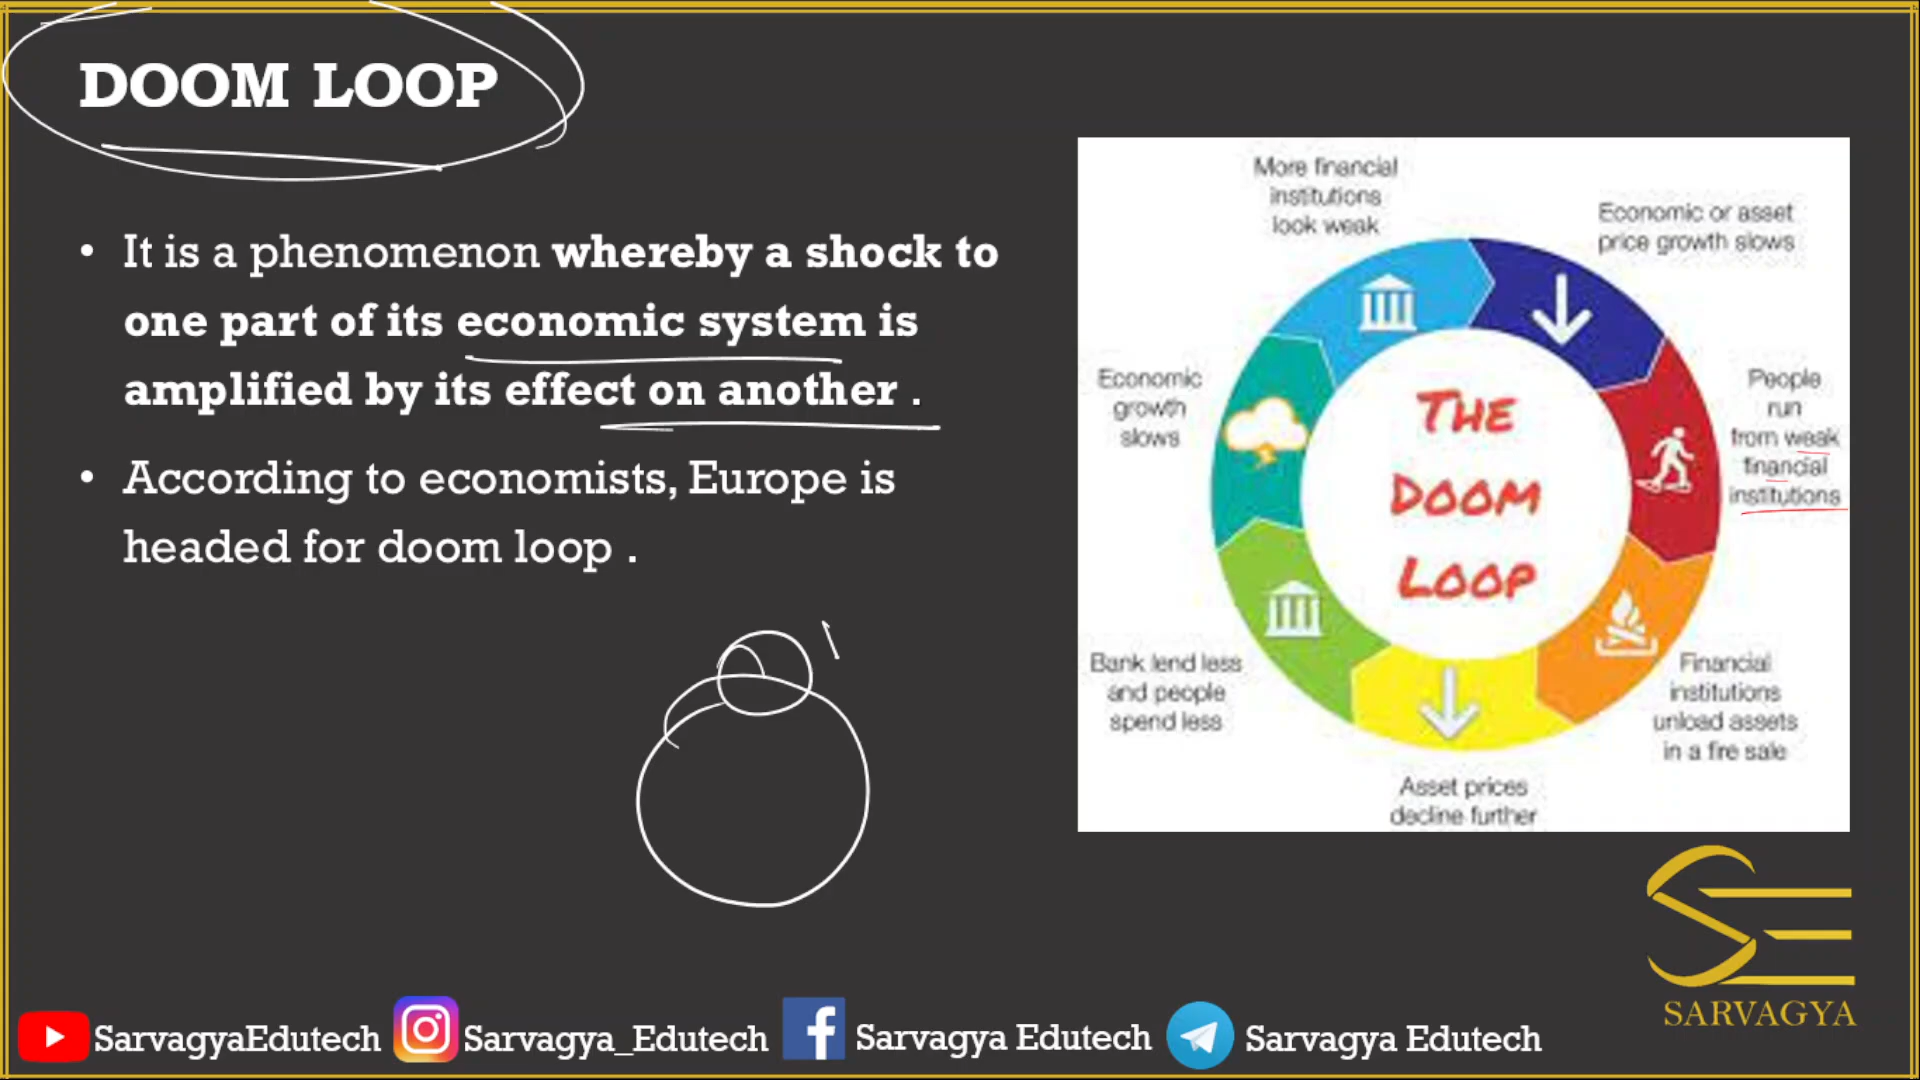 DOOM LOOP
• It is a phenomenon whereby a shock to
one part of its economic system is
amplified by its effect on another .
• According to economists, Europe is
headed for doom loop .
More financial
institutions
look weak
Economic or asset
price growth slows
People
run
from weak
financial
institutions
Financial
institutions
unload assets
in a fire sale
Asset prices
decline further
Bank lend less
and people
spend less
Economic
growth
slows
THE
DOOM
LOOP
SE
SARVAGYA
SarvagyaEdutech
Sarvagya_Edutech
Sarvagya Edutech
Sarvagya Edutech